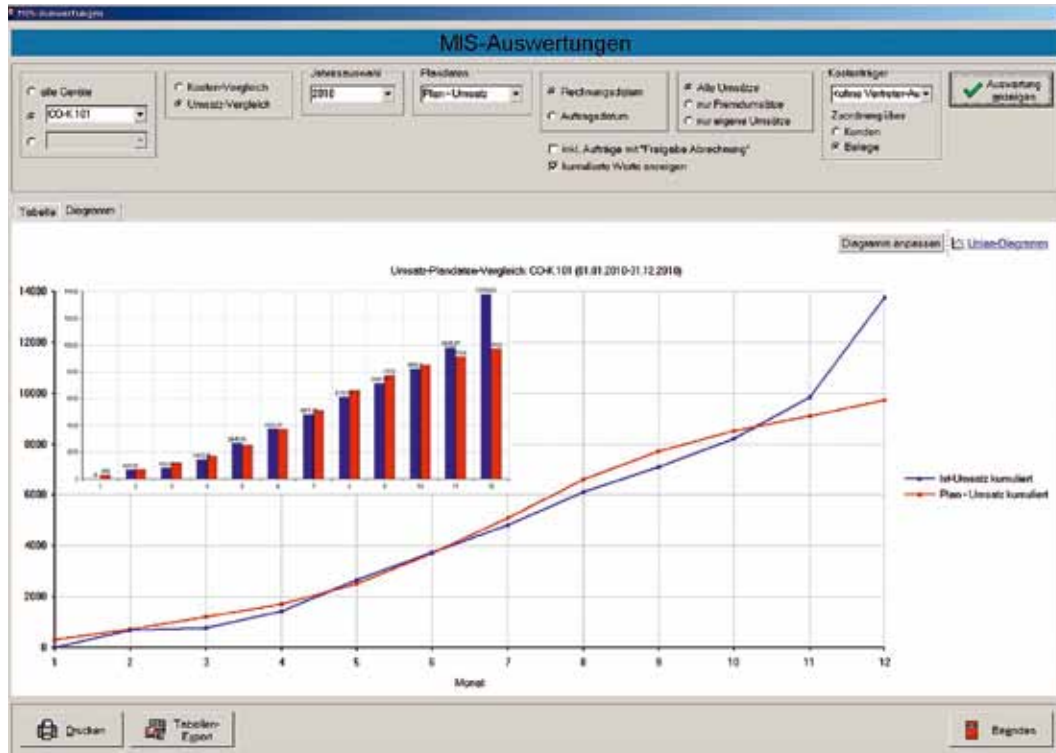 MIS-Auswertungen
MIS-Auswertungen
alle Geräte
CO-K.101
Kosten-Vergleich
Umsatz-Vergleich
Jahresauswahl
2010
Plandaten
Plan - Umsatz
Rechnungsdatum
Auftragsdatum
Alle Umsätze
nur Fremdumsätze
nur eigene Umsätze
inkl. Aufträge mit "Freigabe Abrechnung"
kumulierte Werte anzeigen
Kostenträger
Zuordnung über
Kunden
Belege
Auswertung anzeigen
Tabelle
Diagramm
Diagramm anpassen
Linien-Diagramm
Umsatz-Plandaten-Vergleich: CO-K.101 (01.01.2010-31.12.2010)
14000
12000
10000
8000
6000
4000
2000
0
1 2 3 4 5 6 7 8 9 10 11 12
Monat
Ist-Umsatz kumuliert
Plan - Umsatz kumuliert
Drucken
Tabellen-Export
Beenden